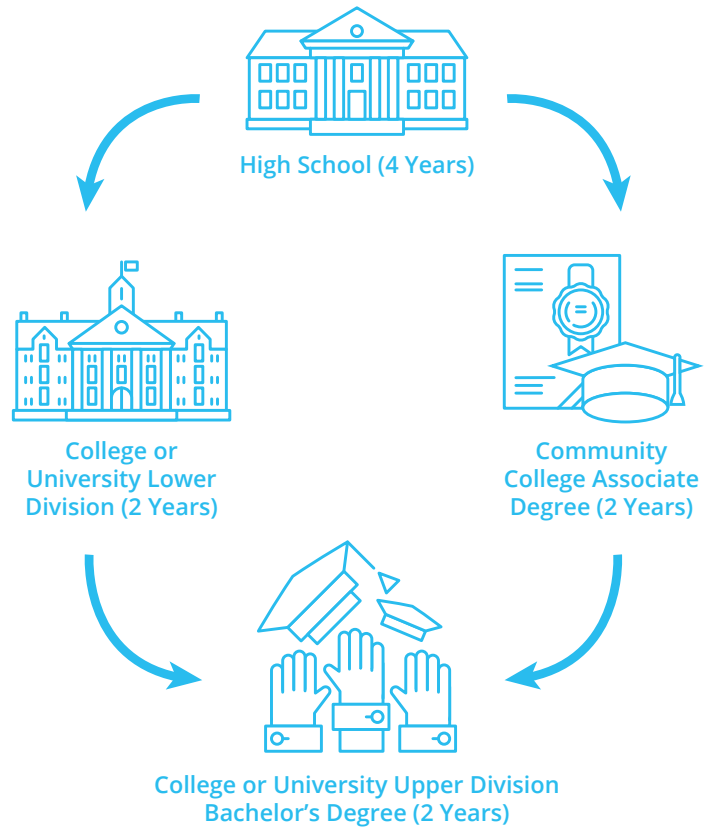 High School (4 Years)
College or
University Lower
Division (2 Years)
Community
College Associate
Degree (2 Years)
College or University Upper Division
Bachelor’s Degree (2 Years)